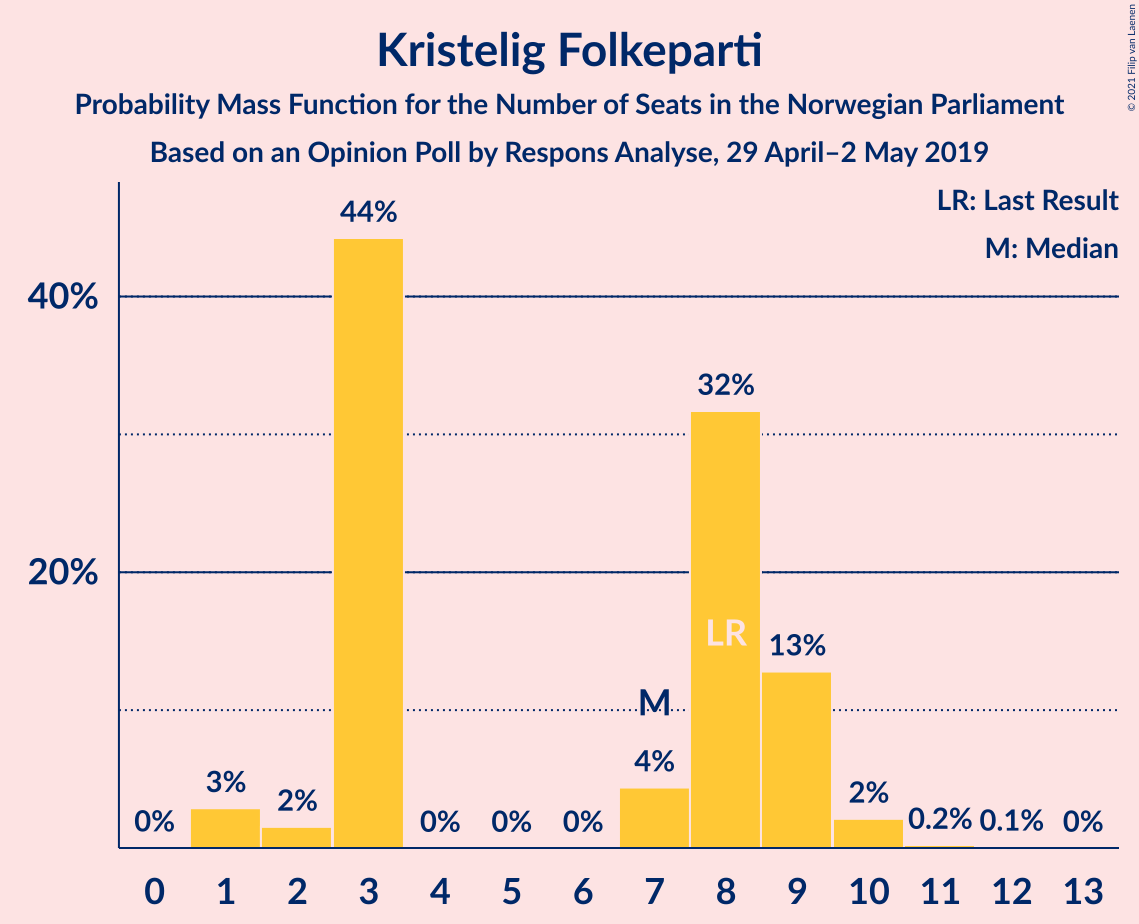 Kristelig Folkeparti
Probability Mass Function for the Number of Seats in the Norwegian Parliament
Based on an Opinion Poll by Respons Analyse, 29 April–2 May 2019
© 2021 Filip van Laenen
LR: Last Result
M: Median
44%
40%
32%
20%
LR
13%
M
4%
3%
2%
2%
0%
0%
0%
0%
0.2%
0.1%
0%
0 1 2 3 4 5 6 7 8 9 10 11 12 13